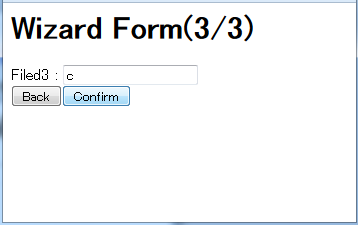 Wizard Form(3/3)
Filed3 : c
Back Confirm